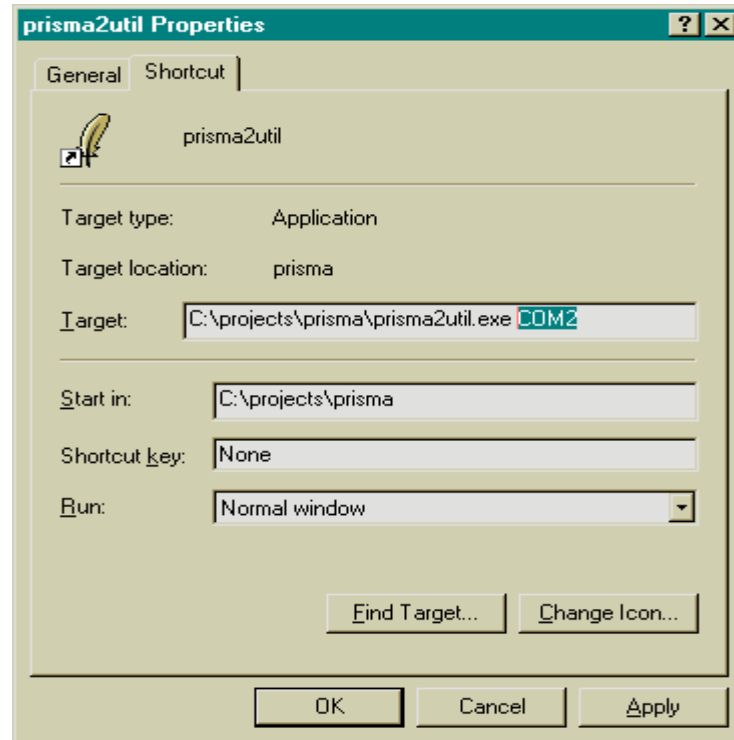 prisma2util Properties
General Shortcut
prisma2util
Target type: Application
Target location: prisma
Target: C:\projects\prisma\prisma2util.exe COM2
Start in: C:\projects\prisma
Shortcut key: None
Run: Normal window
Find Target... Change Icon...
OK Cancel Apply